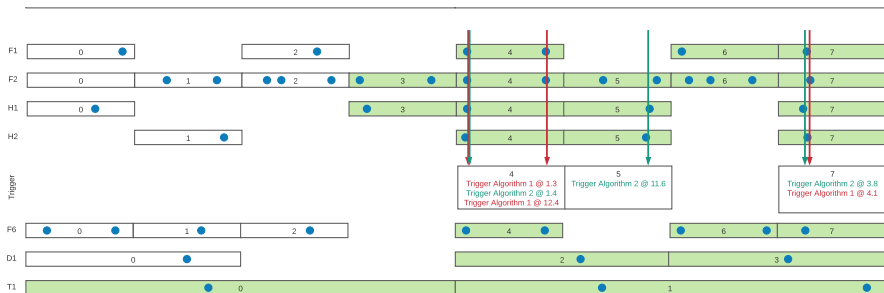 F1 0 2 4 6 7
F2 0 1 2 3 4 5 6 7
H1 0 3 4 5 7
H2 1 4 5 7
Trigger
4
Trigger Algorithm 1 @ 1.3
Trigger Algorithm 2 @ 1.4
Trigger Algorithm 1 @ 12.4
5
Trigger Algorithm 2 @ 11.6
7
Trigger Algorithm 2 @ 3.8
Trigger Algorithm 1 @ 4.1
F6 0 1 2 4 6 7
D1 0 2 3
T1 0 1